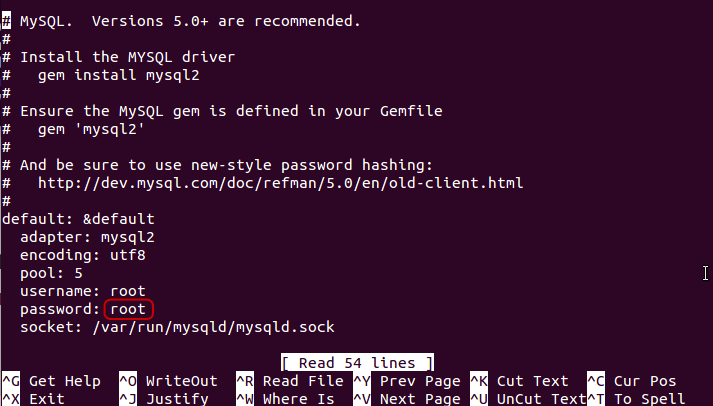 # MySQL.  Versions 5.0+ are recommended.
#
# Install the MYSQL driver
#   gem install mysql2
#
# Ensure the MySQL gem is defined in your Gemfile
#   gem 'mysql2'
#
# And be sure to use new-style password hashing:
#   http://dev.mysql.com/doc/refman/5.0/en/old-client.html
#
default: &default
  adapter: mysql2
  encoding: utf8
  pool: 5
  username: root
  password: root
  socket: /var/run/mysqld/mysqld.sock
[ Read 54 lines ]
^G Get Help  ^O WriteOut  ^R Read File ^Y Prev Page ^K Cut Text  ^C Cur Pos
^X Exit      ^J Justify   ^W Where Is  ^V Next Page ^U UnCut Text^T To Spell